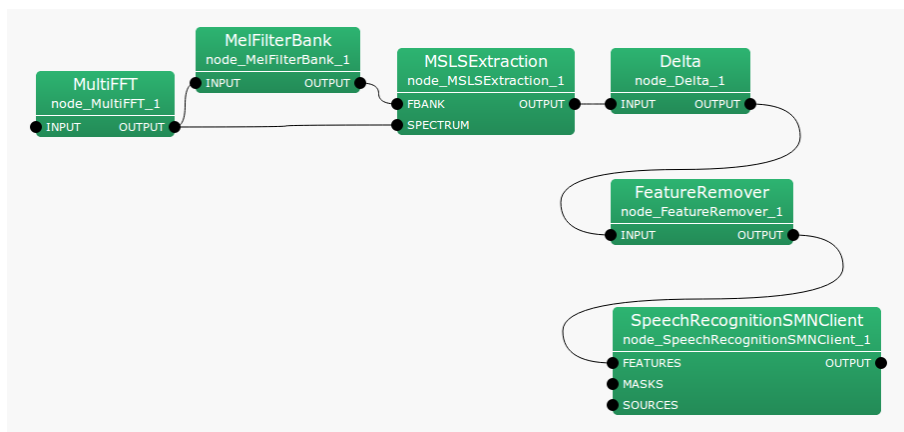 MultiFFT
node_MultiFFT_1
INPUT OUTPUT
MelFilterBank
node_MelFilterBank_1
INPUT OUTPUT
MSLSExtraction
node_MSLSExtraction_1
FBANK OUTPUT
SPECTRUM
Delta
node_Delta_1
INPUT OUTPUT
FeatureRemover
node_FeatureRemover_1
INPUT OUTPUT
SpeechRecognitionSMNClient
node_SpeechRecognitionSMNClient_1
FEATURES OUTPUT
MASKS
SOURCES